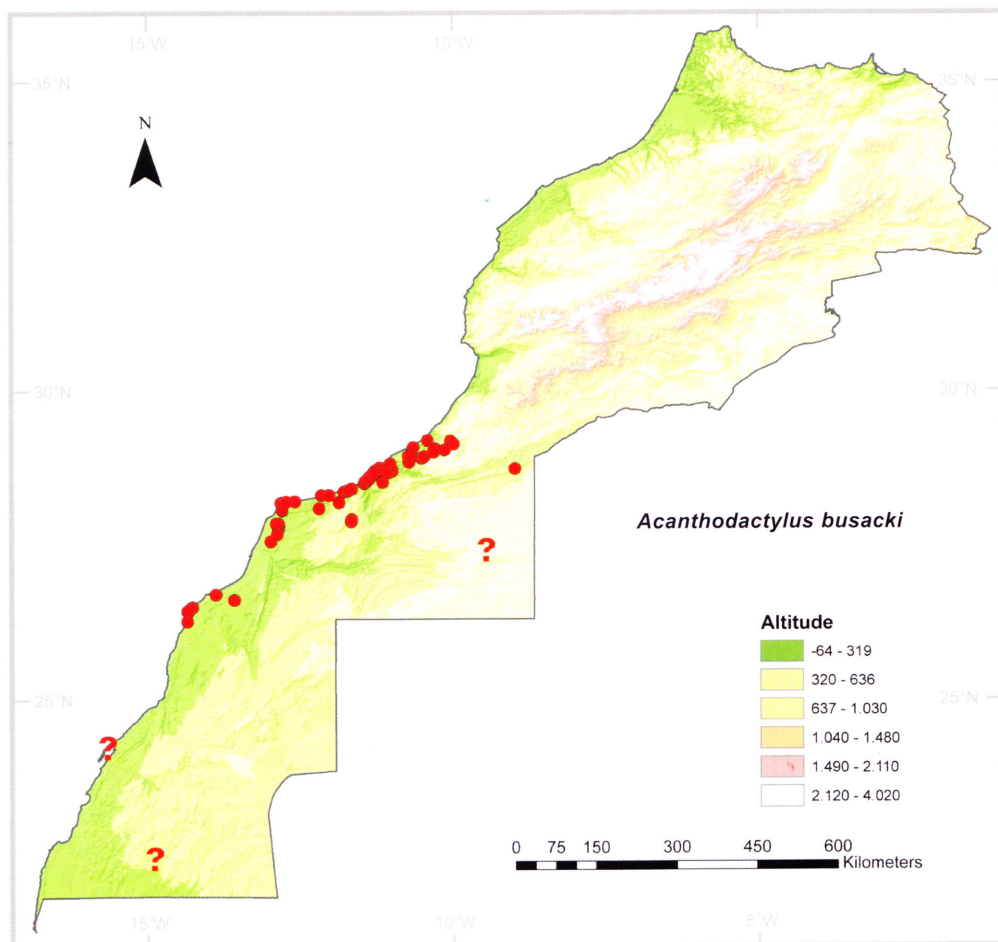 15°W 10°W 5°W
35°N 35°N
N
30°N 30°N
?
Acanthodactylus busacki
Altitude
-64 - 319
320 - 636
637 - 1.030
1.040 - 1.480
1.490 - 2.110
2.120 - 4.020
25°N 25°N
?
?
0 75 150 300 450 600
Kilometers
15°W 10°W 5°W